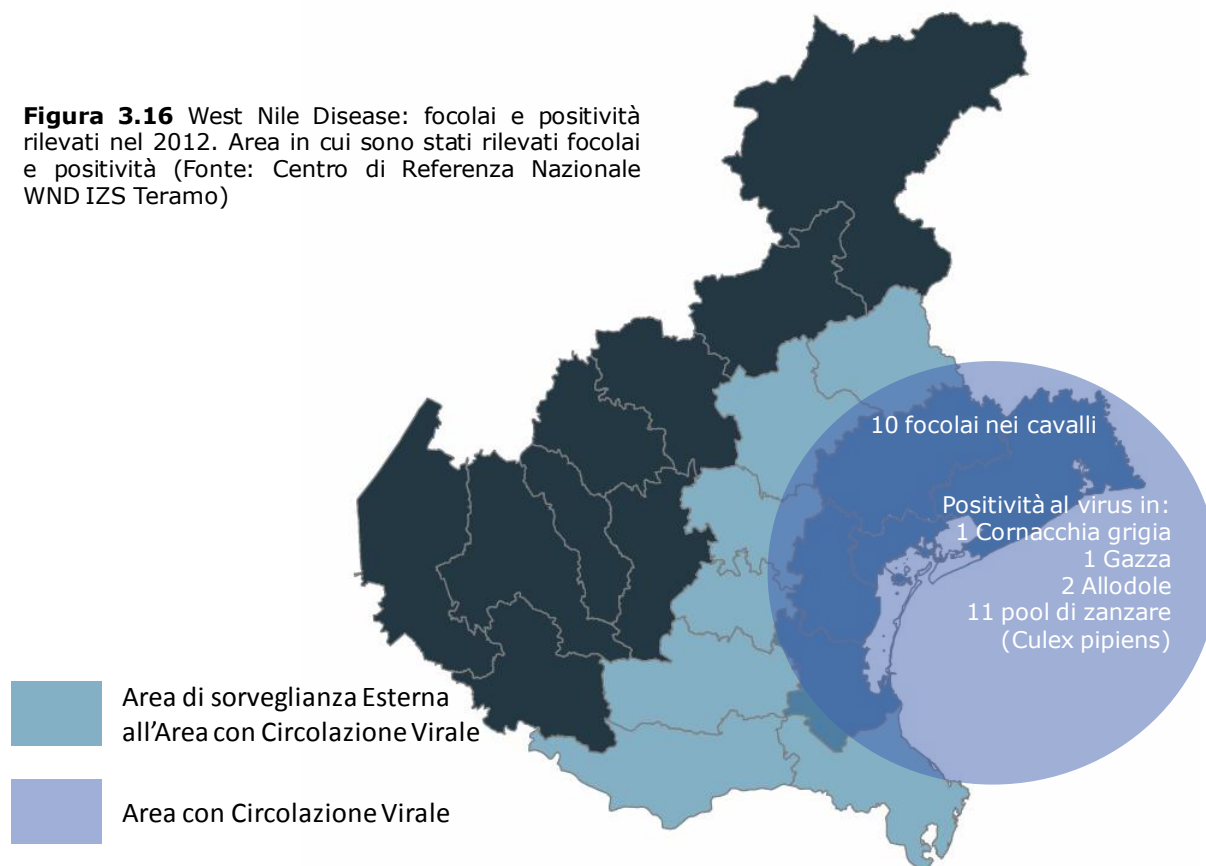 Figura 3.16 West Nile Disease: focolai e positività
rilevati nel 2012. Area in cui sono stati rilevati focolai
e positività (Fonte: Centro di Referenza Nazionale
WND IZS Teramo)
10 focolai nei cavalli
Positività al virus in:
1 Cornacchia grigia
1 Gazza
2 Allodole
11 pool di zanzare
(Culex pipiens)
Area di sorveglianza Esterna
all’Area con Circolazione Virale
Area con Circolazione Virale